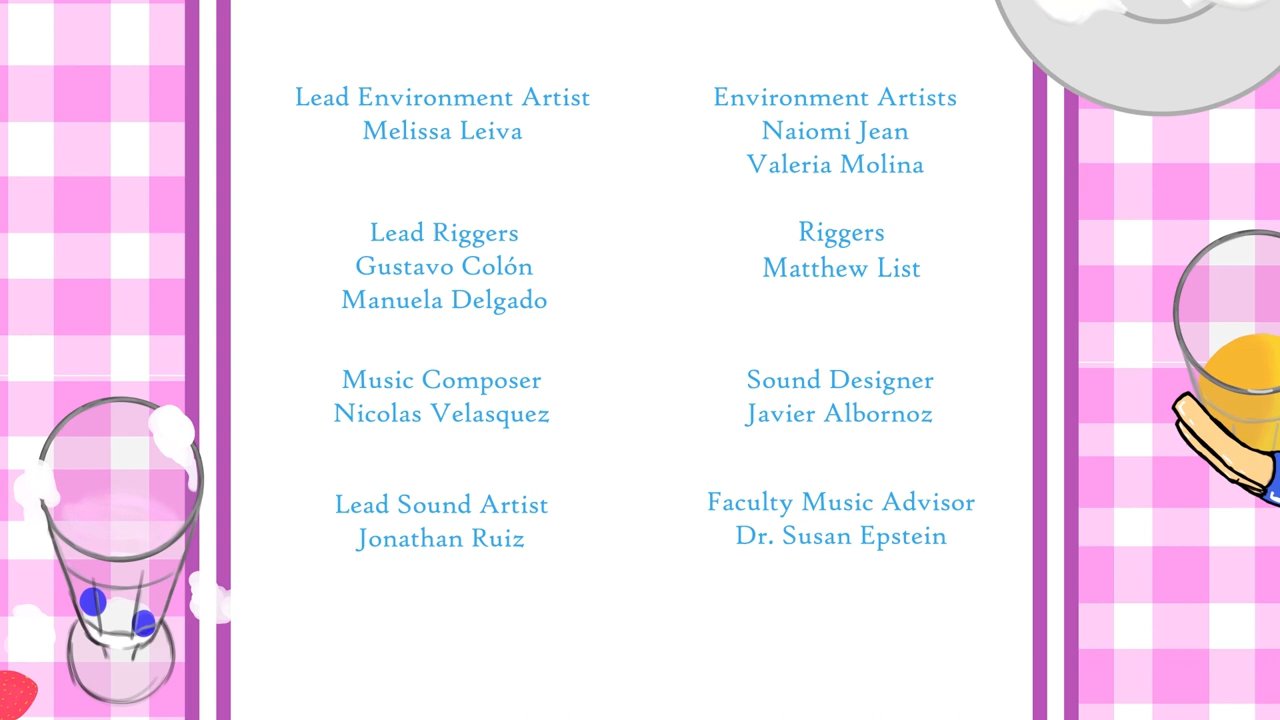 Lead Environment Artist
Melissa Leiva
Environment Artists
Naiomi Jean
Valeria Molina
Lead Riggers
Gustavo Colón
Manuela Delgado
Riggers
Matthew List
Music Composer
Nicolas Velasquez
Sound Designer
Javier Albornoz
Lead Sound Artist
Jonathan Ruiz
Faculty Music Advisor
Dr. Susan Epstein